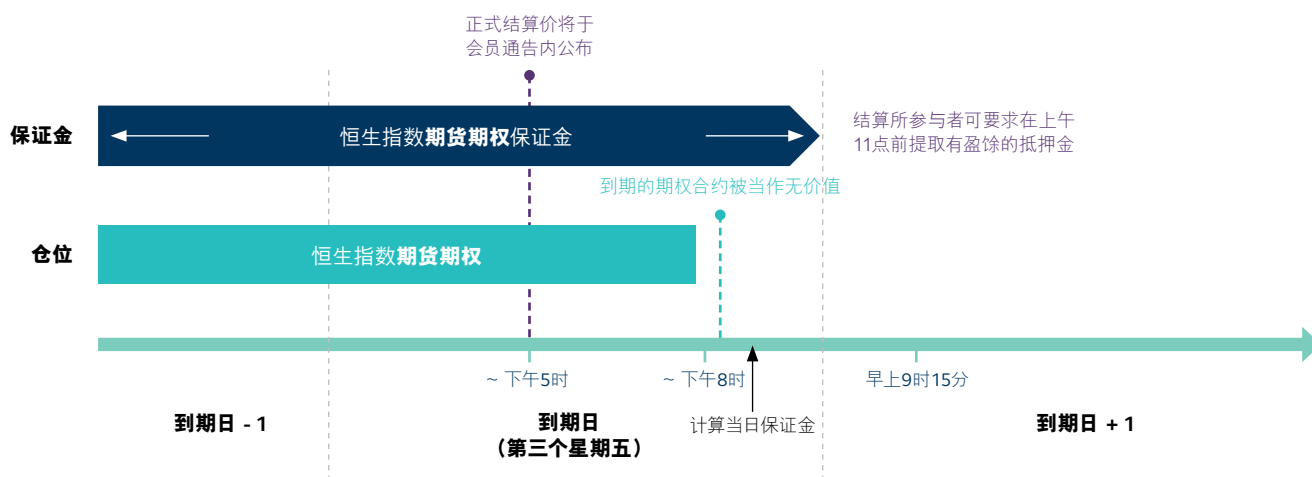 正式结算价将于
会员通告内公布
保证金
恒生指数期货期权保证金
结算所参与者可要求在上午
11点前提取有盈馀的抵押金
到期的期权合约被当作无价值
仓位
恒生指数期货期权
~ 下午5时
~ 下午8时
早上9时15分
到期日 - 1
到期日
（第三个星期五）
计算当日保证金
到期日 + 1